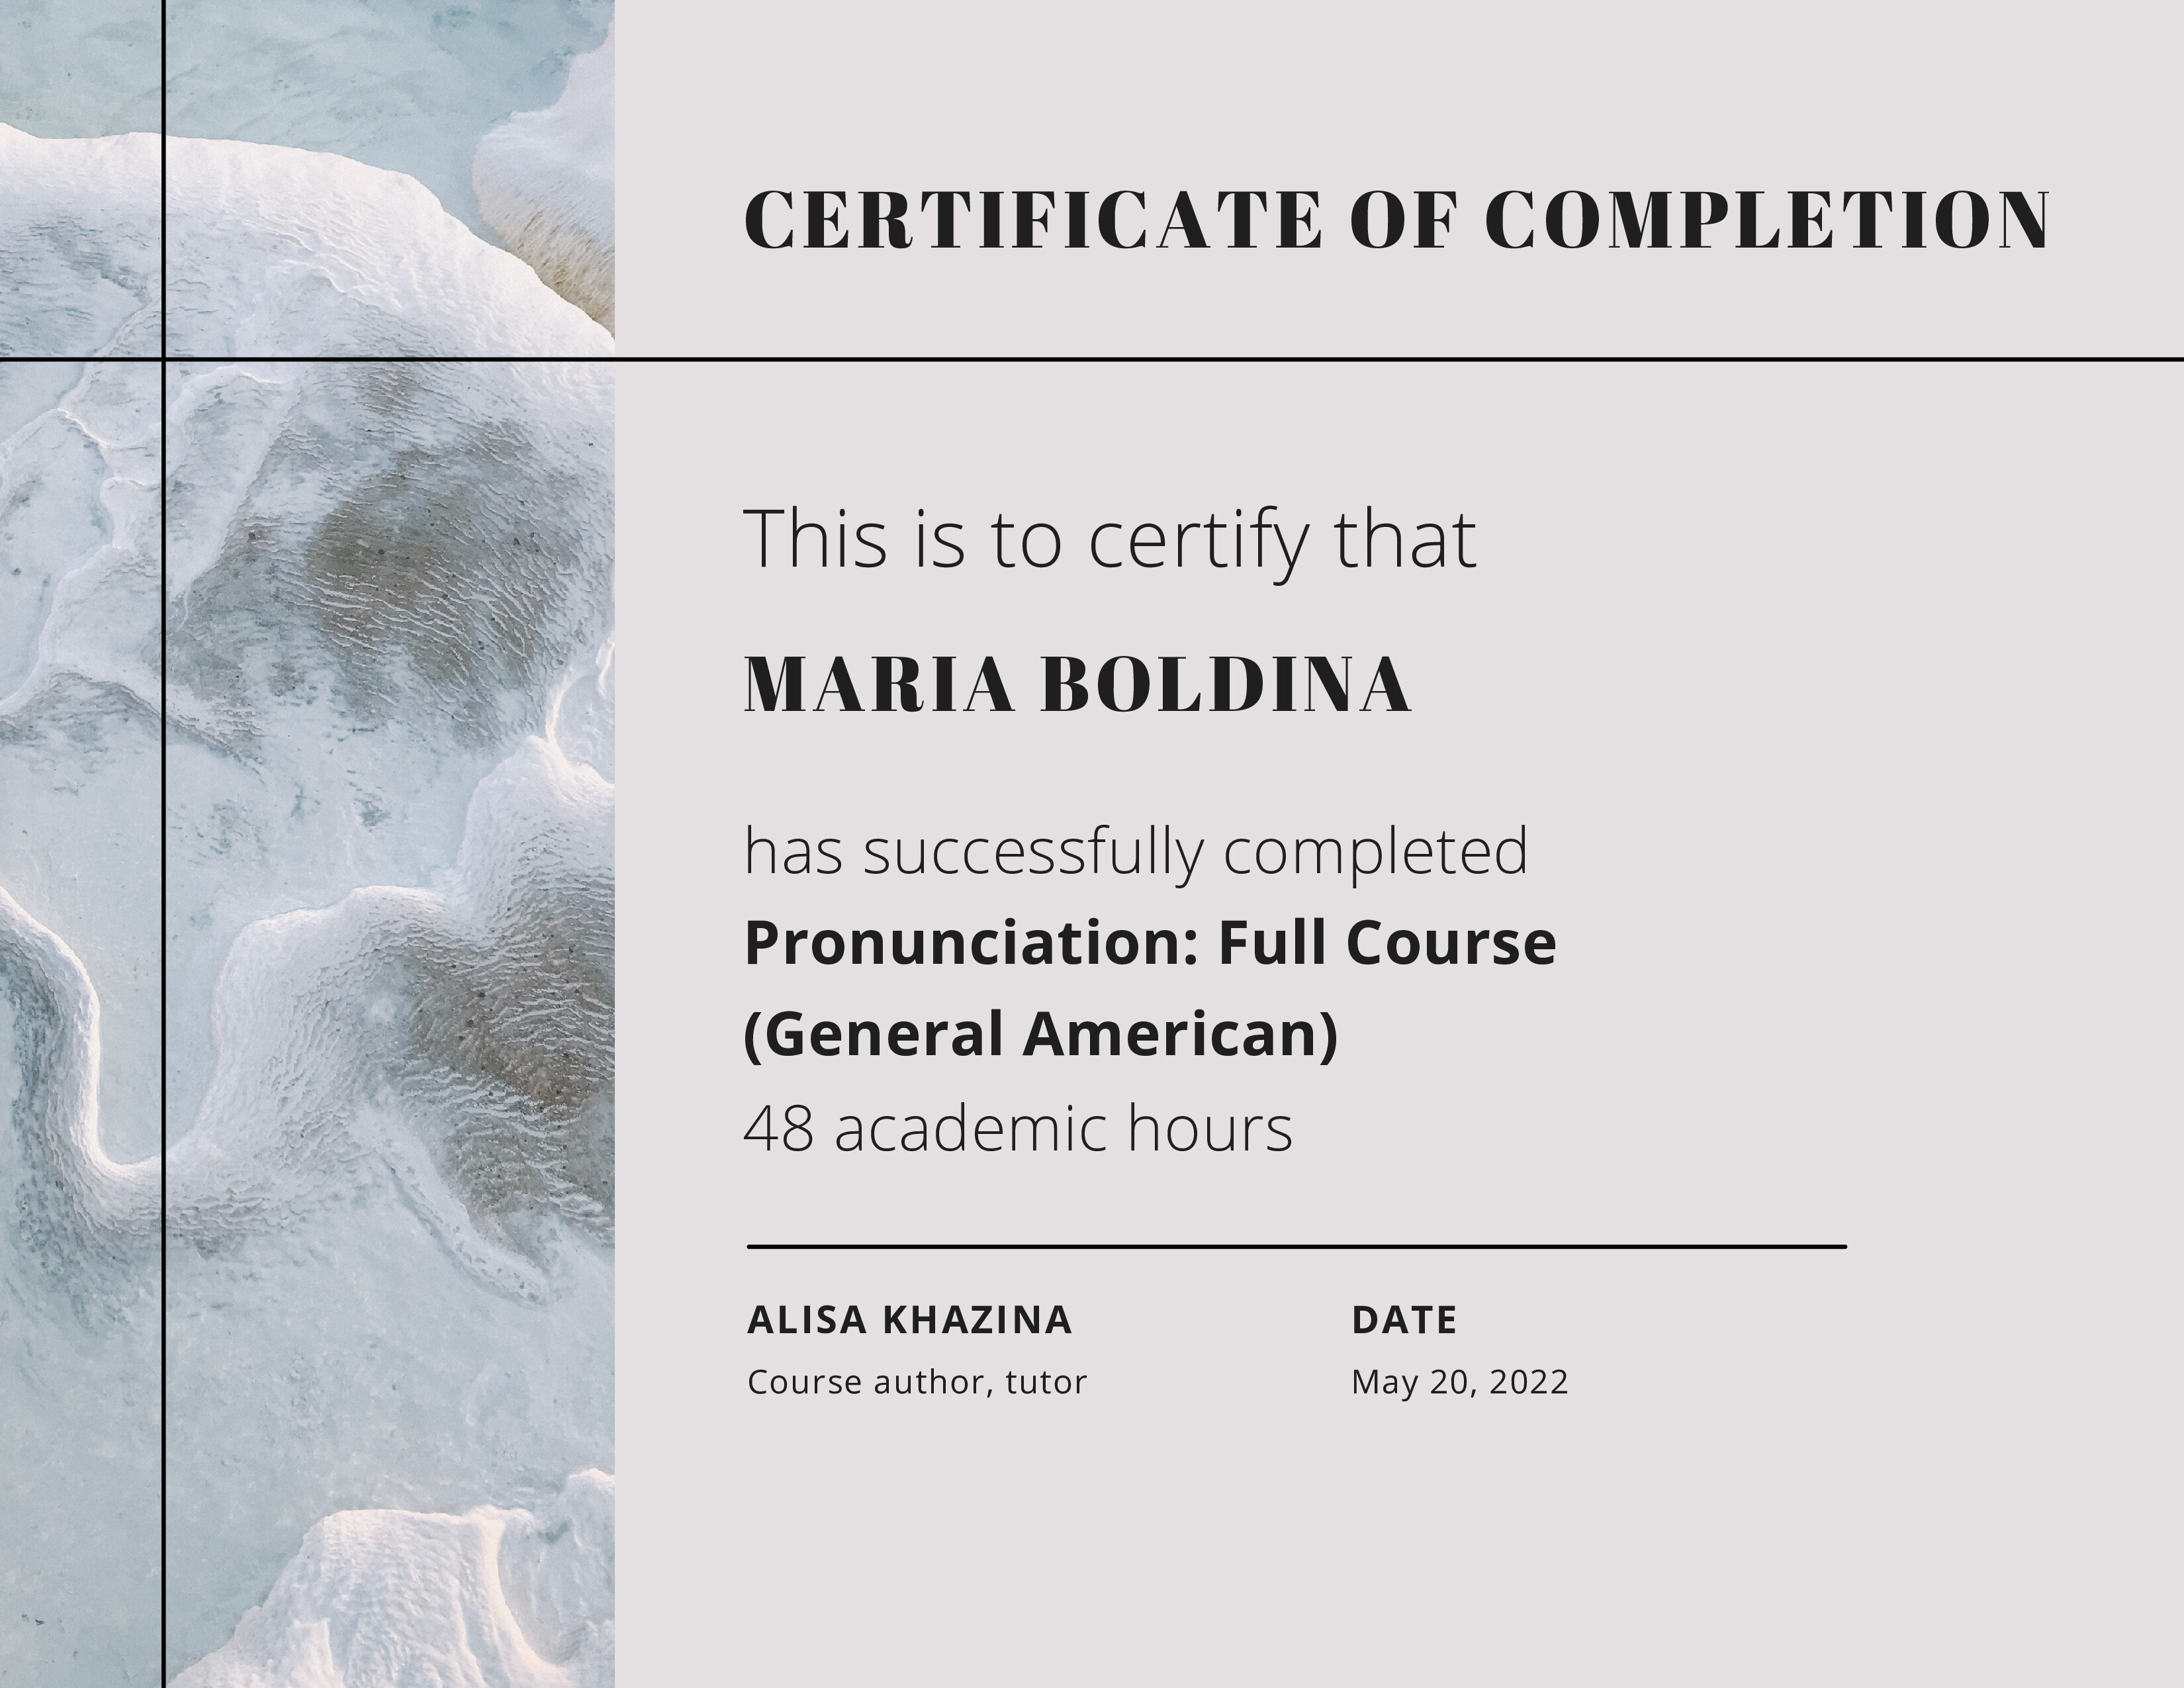 CERTIFICATE OF COMPLETION
This is to certify that
MARIA BOLDINA
has successfully completed
Pronunciation: Full Course
(General American)
48 academic hours
ALISA KHAZINA
Course author, tutor
DATE
May 20, 2022